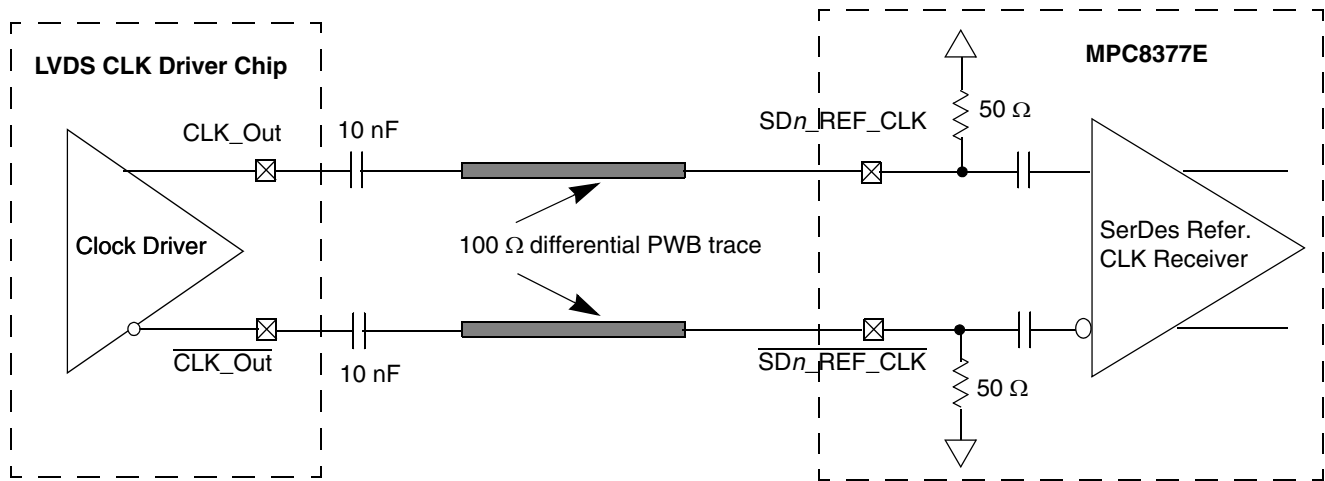 LVDS CLK Driver Chip
MPC8377E
CLK_Out
10 nF
SDn_REF_CLK
50 Ω
Clock Driver
100 Ω differential PWB trace
SerDes Refer.
CLK Receiver
CLK_Out
10 nF
SDn_REF_CLK
50 Ω